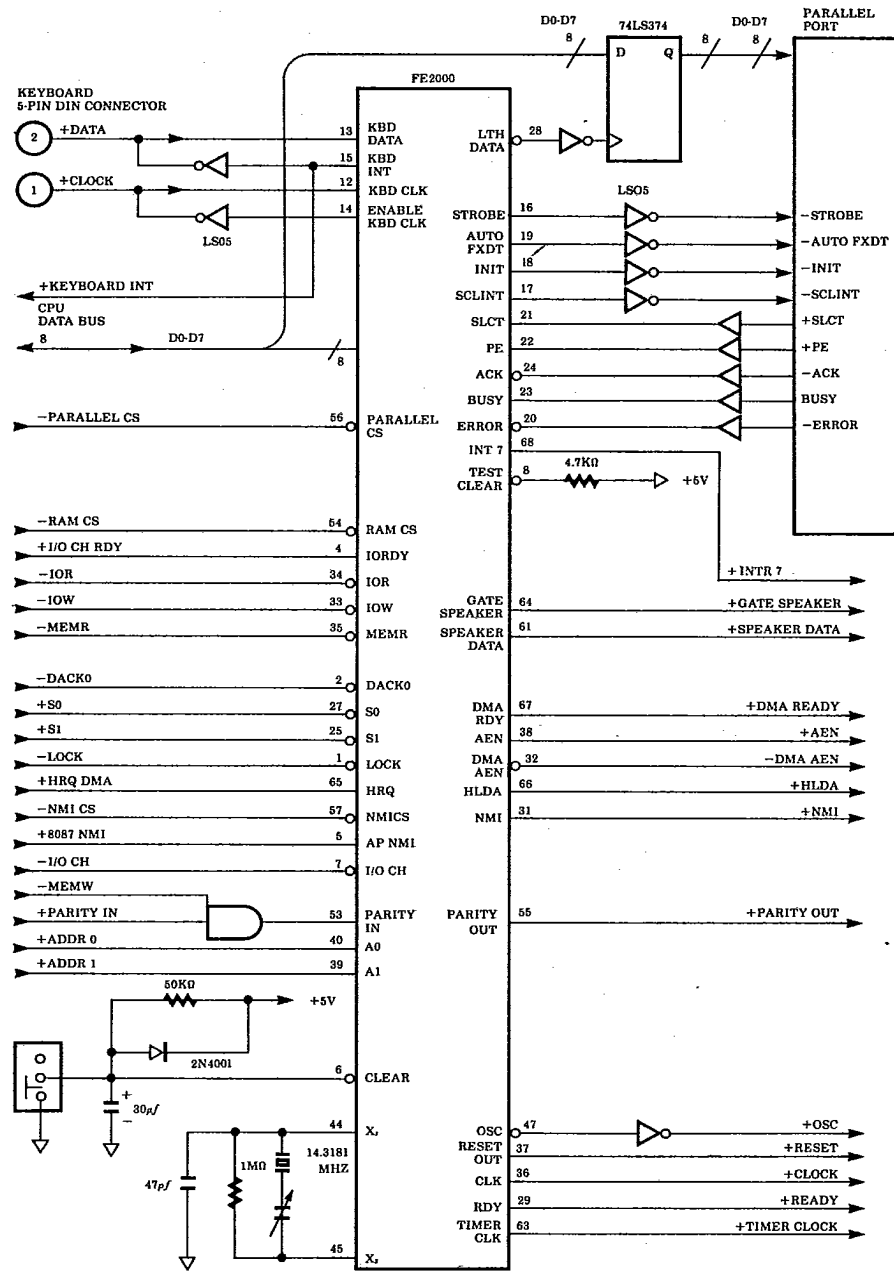 D0-D7
8
74LS374
D Q
D0-D7
8 8
PARALLEL
PORT
KEYBOARD
5-PIN DIN CONNECTOR
FE2000
2 +DATA
13 KBD
DATA
15 KBD
INT
1 +CLOCK
12 KBD CLK
14 ENABLE
KBD CLK
LS05
+KEYBOARD INT
CPU
DATA BUS
8 D0-D7 8
LTH
DATA 28
LS05
STROBE 16 −STROBE
AUTO
FXDT 19 −AUTO FXDT
INIT 18 −INIT
SCLINT 17 −SCLINT
SLCT 21 +SLCT
PE 22 +PE
ACK 24 −ACK
BUSY 23 BUSY
ERROR 20 −ERROR
INT 7 68
TEST
CLEAR 8 4.7KΩ +5V
−PARALLEL CS 56 PARALLEL
CS
−RAM CS 54 RAM CS
+I/O CH RDY 4 IORDY
−IOR 34 IOR
−IOW 33 IOW
−MEMR 35 MEMR
+INTR 7
GATE
SPEAKER 64 +GATE SPEAKER
SPEAKER
DATA 61 +SPEAKER DATA
−DACK0 2 DACK0
+S0 27 S0
+S1 25 S1
−LOCK 1 LOCK
+HRQ DMA 65 HRQ
−NMI CS 57 NMICS
+8087 NMI 5 AP NMI
−I/O CH 7 I/O CH
−MEMW
+PARITY IN 53 PARITY
IN
+ADDR 0 40 A0
+ADDR 1 39 A1
DMA
RDY 67 +DMA READY
AEN 38 +AEN
DMA
AEN 32 −DMA AEN
HLDA 66 +HLDA
NMI 31 +NMI
PARITY
OUT 55 +PARITY OUT
50KΩ
+5V
2N4001
6 CLEAR
+
30μf
−
44 X₁
47pf
1MΩ
14.3181
MHZ
45 X₂
OSC 47 +OSC
RESET
OUT 37 +RESET
CLK 36 +CLOCK
RDY 29 +READY
TIMER
CLK 63 +TIMER CLOCK